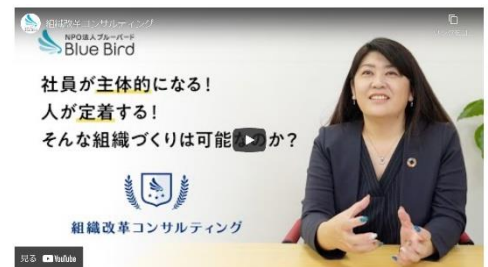 組織改革コンサルティング
NPO法人ブルーバード
Blue Bird
社員が主体的になる！
人が定着する！
そんな組織づくりは可能なのか？
組織改革コンサルティング
見る YouTube